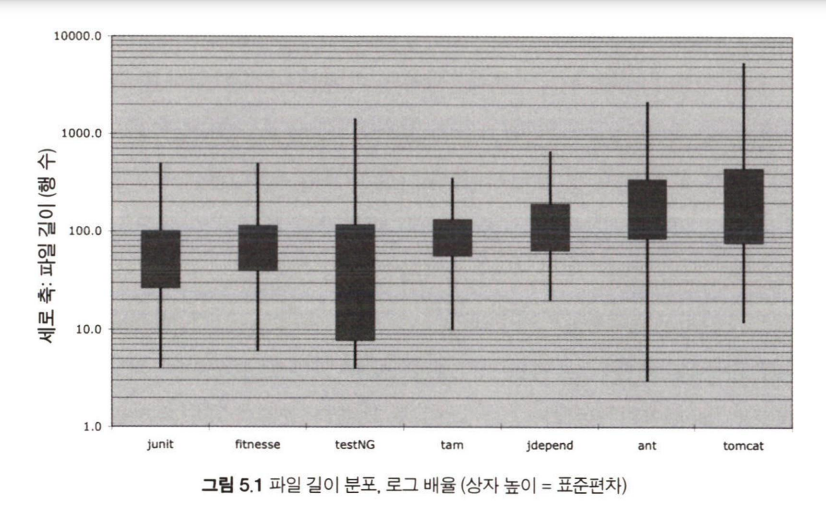 10000.0
1000.0
100.0
10.0
1.0
세로 축: 파일 길이 (행 수)
junit fitnesse testNG tam jdepend ant tomcat
그림 5.1 파일 길이 분포, 로그 배율 (상자 높이 = 표준편차)